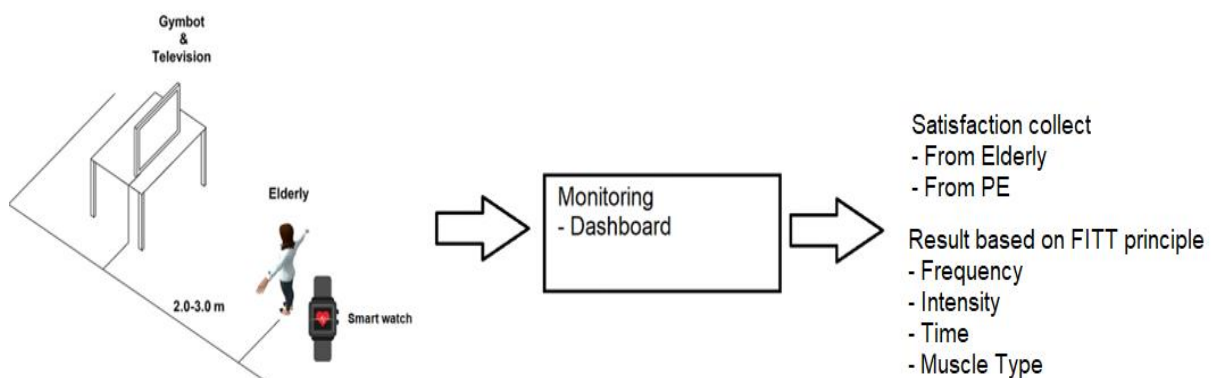 Gymbot
&
Television
Elderly
2.0-3.0 m
Smart watch
Monitoring
- Dashboard
Satisfaction collect
- From Elderly
- From PE
Result based on FITT principle
- Frequency
- Intensity
- Time
- Muscle Type